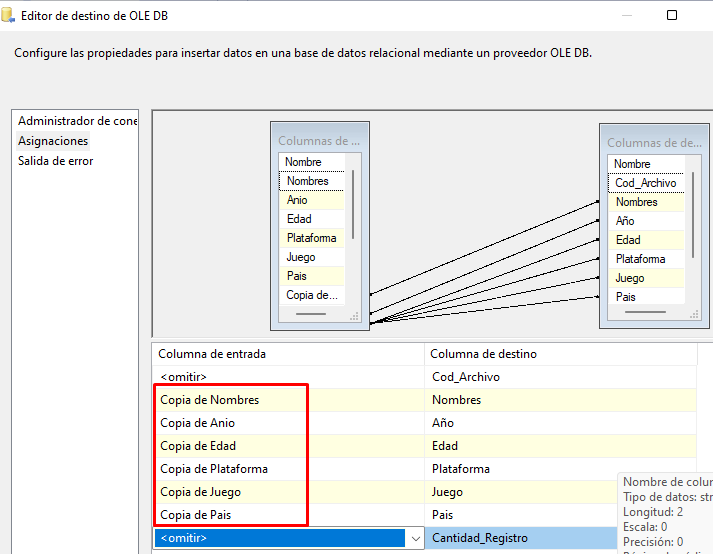 Editor de destino de OLE DB
Configure las propiedades para insertar datos en una base de datos relacional mediante un proveedor OLE DB.
Administrador de cone
Asignaciones
Salida de error
Columnas de ...
Nombre
Nombres
Anio
Edad
Plataforma
Juego
Pais
Copia de...
Columnas de de...
Nombre
Cod_Archivo
Nombres
Año
Edad
Plataforma
Juego
Pais
Columna de entrada Columna de destino
<omitir> Cod_Archivo
Copia de Nombres Nombres
Copia de Anio Año
Copia de Edad Edad
Copia de Plataforma Plataforma
Copia de Juego Juego
Copia de Pais Pais
<omitir> Cantidad_Registro
Nombre de colur
Tipo de datos: str
Longitud: 2
Escala: 0
Precisión: 0